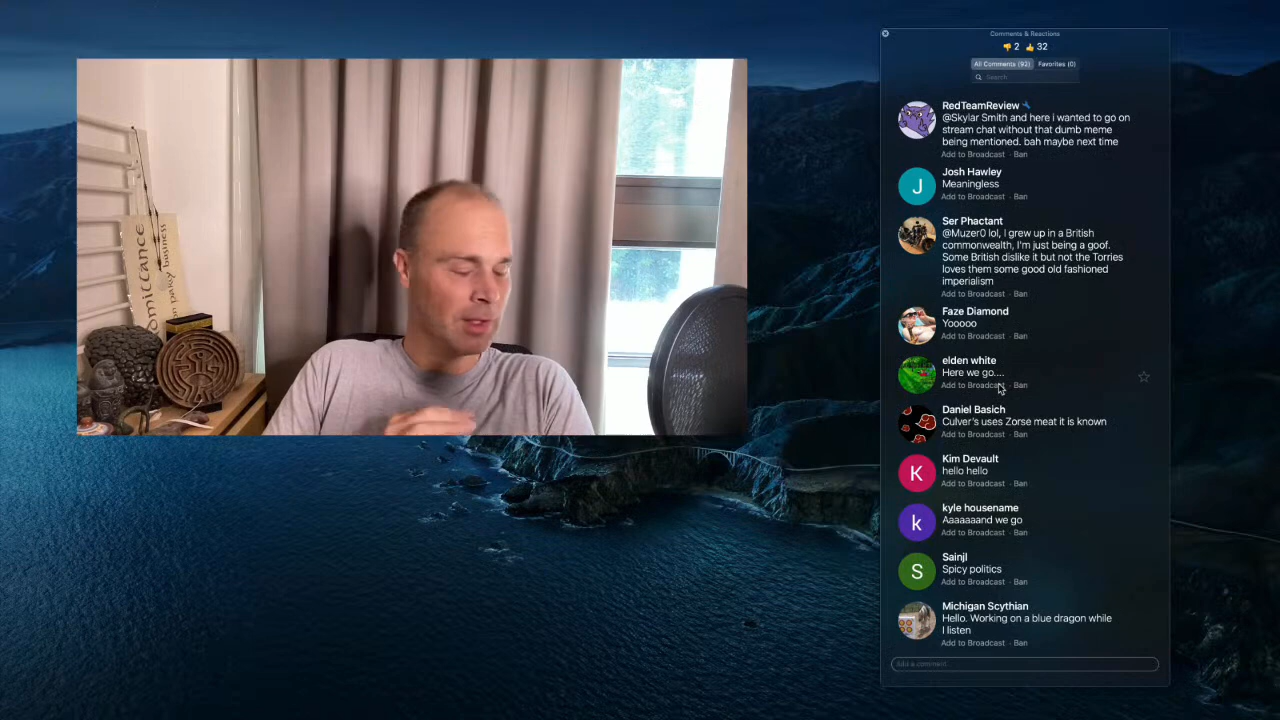 omittance
on party business
Comments & Reactions
👎 2 👍 32
All Comments (92) Favorites (0)
Search
RedTeamReview
@Skylar Smith and here i wanted to go on
stream chat without that dumb meme
being mentioned. bah maybe next time
Add to Broadcast · Ban
J
Josh Hawley
Meaningless
Add to Broadcast · Ban
Ser Phactant
@Muzer0 lol, I grew up in a British
commonwealth, I'm just being a goof.
Some British dislike it but not the Torries
loves them some good old fashioned
imperialism
Add to Broadcast · Ban
Faze Diamond
Yooooo
Add to Broadcast · Ban
elden white
Here we go....
Add to Broadcast · Ban
Daniel Basich
Culver's uses Zorse meat it is known
Add to Broadcast · Ban
K
Kim Devault
hello hello
Add to Broadcast · Ban
k
kyle housename
Aaaaaaand we go
Add to Broadcast · Ban
S
Sainjl
Spicy politics
Add to Broadcast · Ban
Michigan Scythian
Hello. Working on a blue dragon while
I listen
Add to Broadcast · Ban
Add a comment